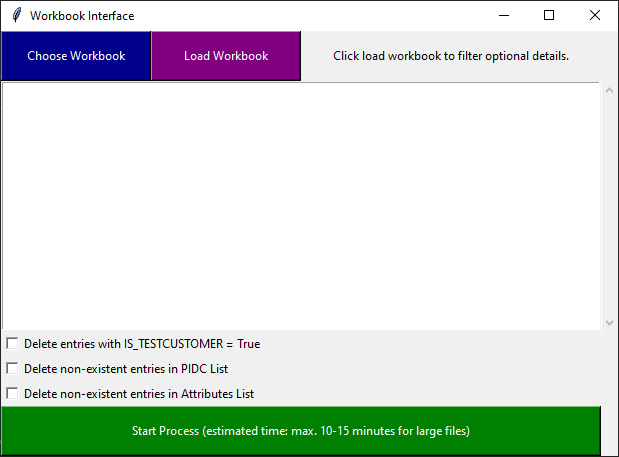 Workbook Interface
Choose Workbook
Load Workbook
Click load workbook to filter optional details.
Delete entries with IS_TESTCUSTOMER = True
Delete non-existent entries in PIDC List
Delete non-existent entries in Attributes List
Start Process (estimated time: max. 10-15 minutes for large files)